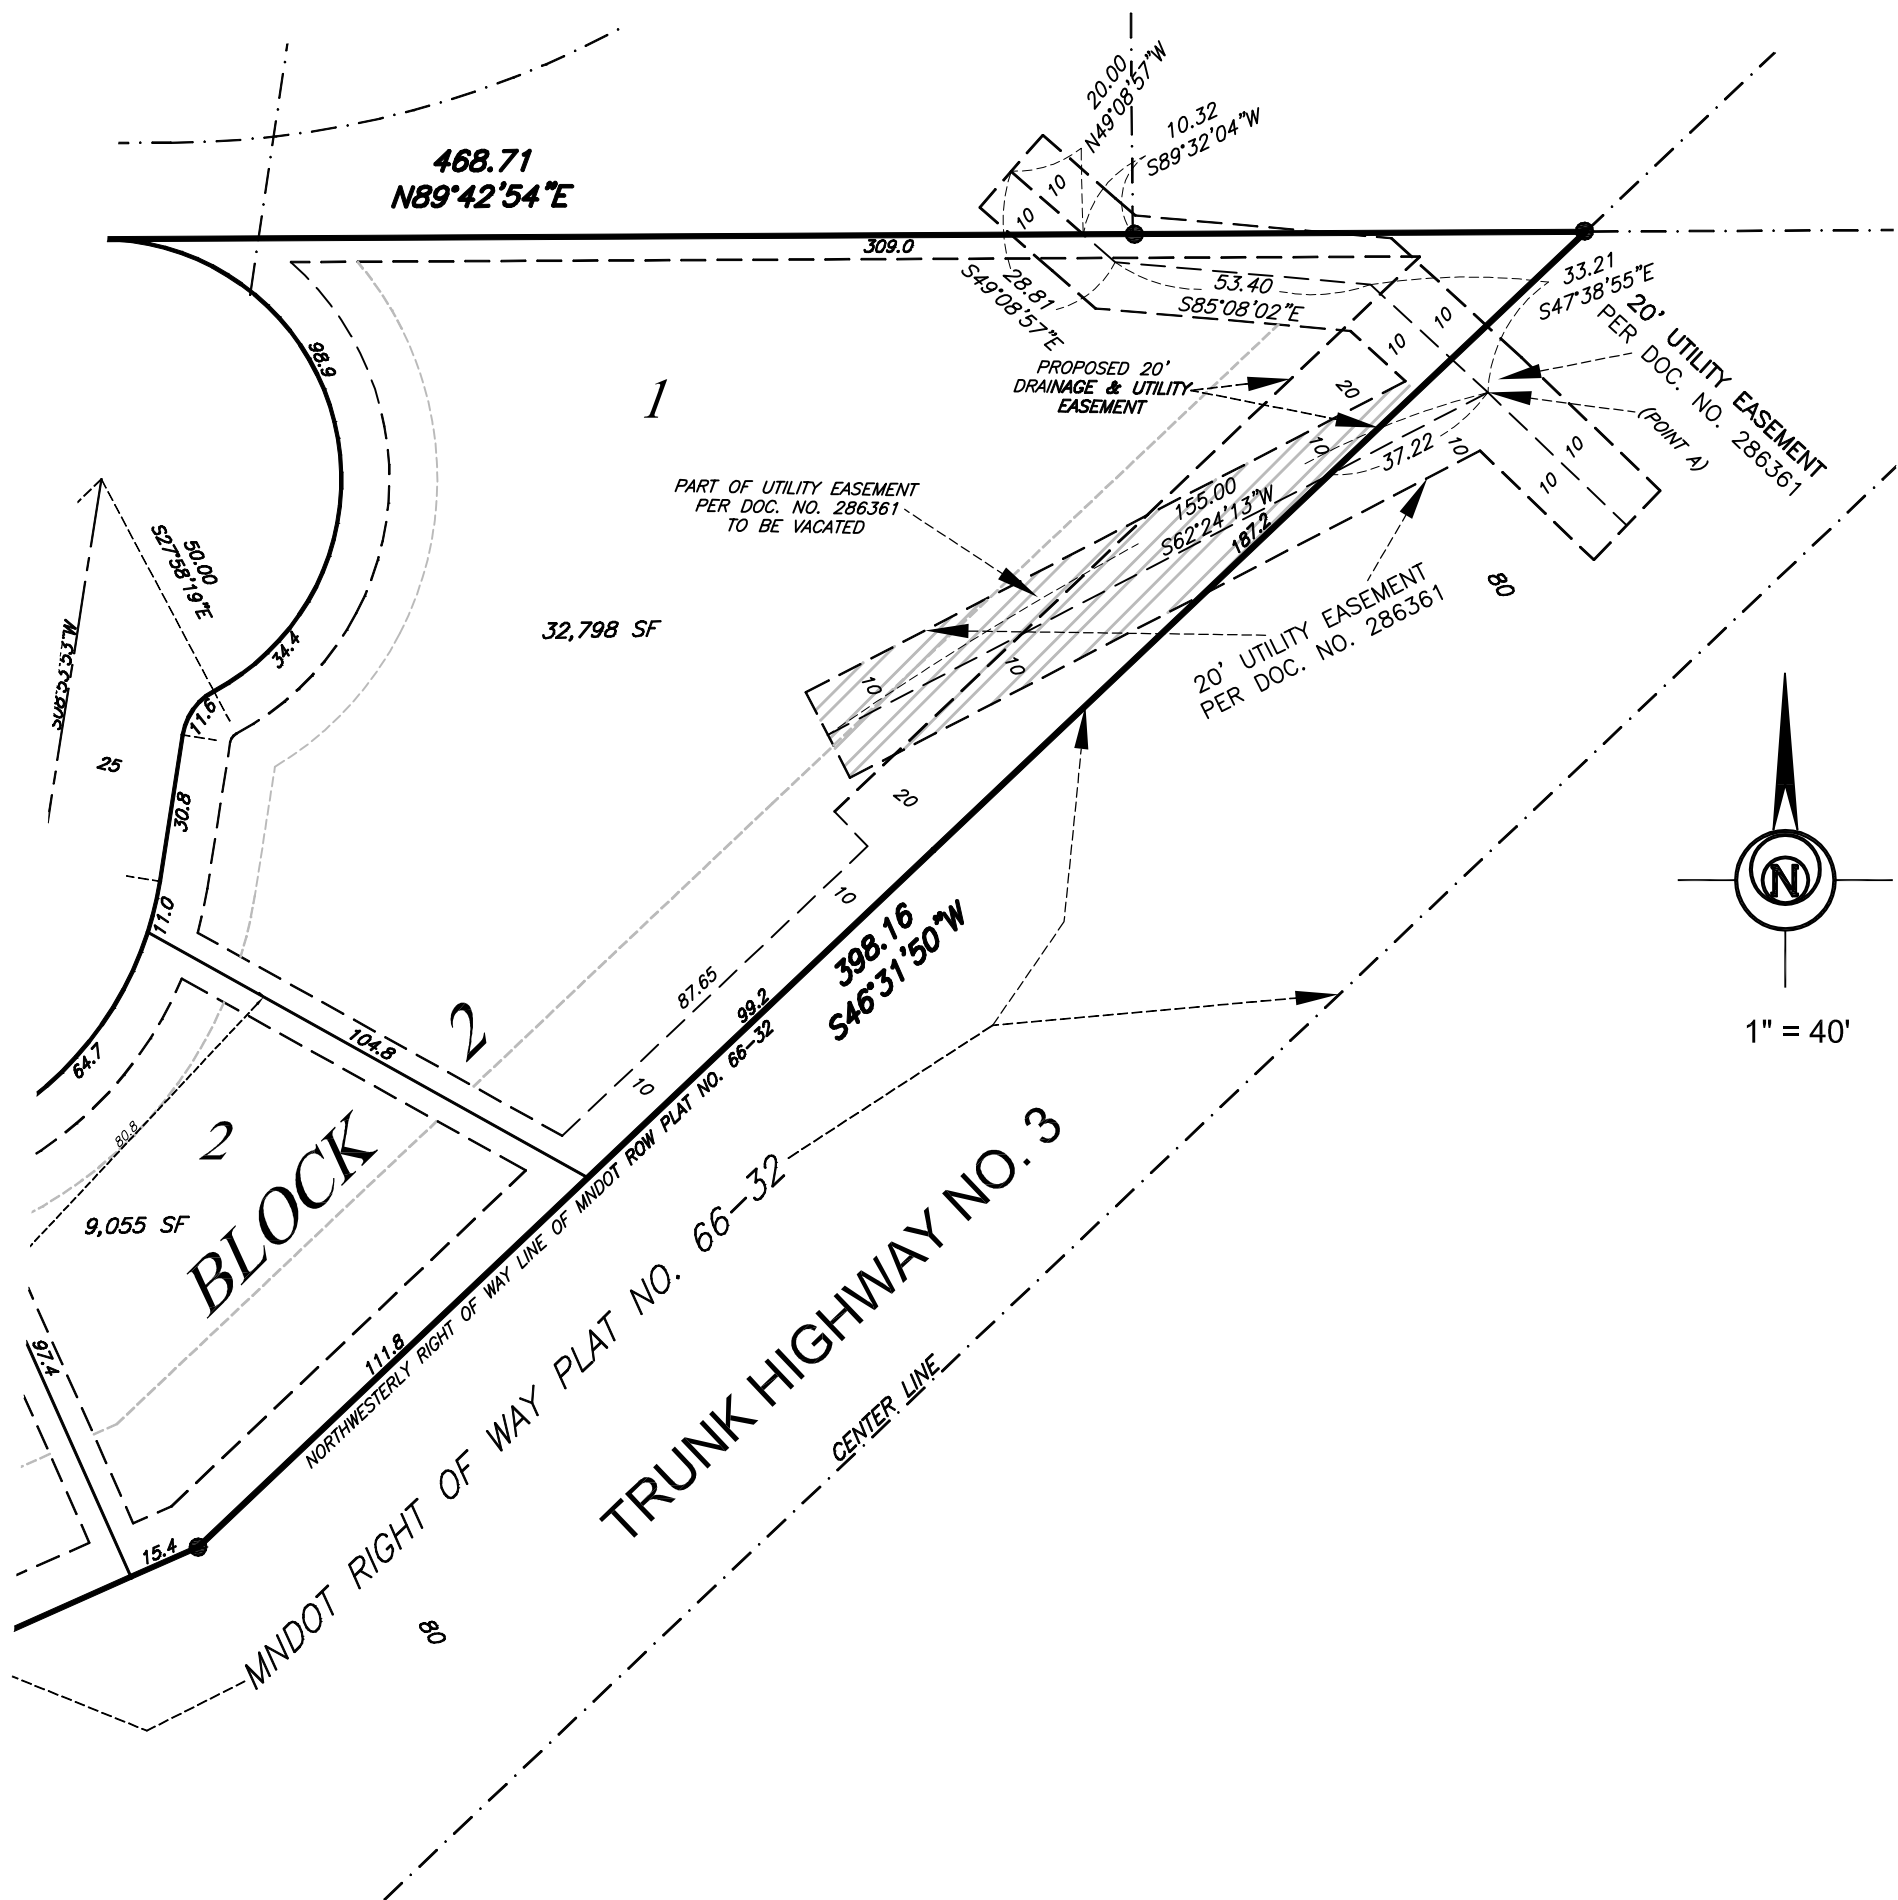 20.00
N49°08'57"W
10.32
S89°32'04"W
468.71
N89°42'54"E
10
10
309.0
28.81
S49°08'57"E
53.40
S85°08'02"E
33.21
S47°38'55"E
10
10
20' UTILITY EASEMENT
PER DOC. NO. 286361
98.9
1
PROPOSED 20'
DRAINAGE & UTILITY
EASEMENT
20
(POINT A)
10
37.22
10
10
10
PART OF UTILITY EASEMENT
PER DOC. NO. 286361
TO BE VACATED
155.00
S62°24'13"W
187.2
50.00
S27°58'19"E
80
32,798 SF
34.4
S08°53'53"W
20' UTILITY EASEMENT
PER DOC. NO. 286361
10
10
11.6
25
30.8
20
10
11.0
398.16
S46°31'50"W
N
1" = 40'
87.65
99.2
2
104.8
64.7
10
80.8
2
9,055 SF
BLOCK
111.8
NORTHWESTERLY RIGHT OF WAY LINE OF MNDOT ROW PLAT NO. 66-32
MNDOT RIGHT OF WAY PLAT NO. 66-32
TRUNK HIGHWAY NO. 3
CENTER LINE
97.4
15.4
80